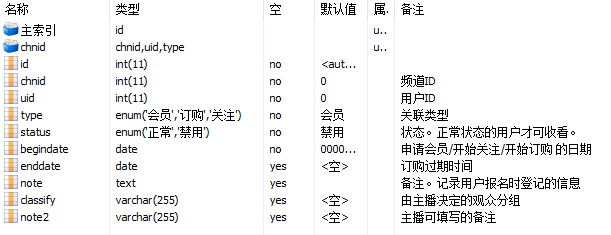 名称 类型 空 默认值 属. 备注
主索引 id u..
chnid chnid,uid,type u..
id int(11) no <aut...
chnid int(11) no 0 频道ID
uid int(11) no 0 用户ID
type enum('会员','订购','关注') no 会员 关联类型
status enum('正常','禁用') no 禁用 状态。正常状态的用户才可收看。
begindate date no 0000... 申请会员/开始关注/开始订购 的日期
enddate date yes <空> 订购过期时间
note text yes 备注。记录用户报名时登记的信息
classify varchar(255) yes <空> 由主播决定的观众分组
note2 varchar(255) yes <空> 主播可填写的备注